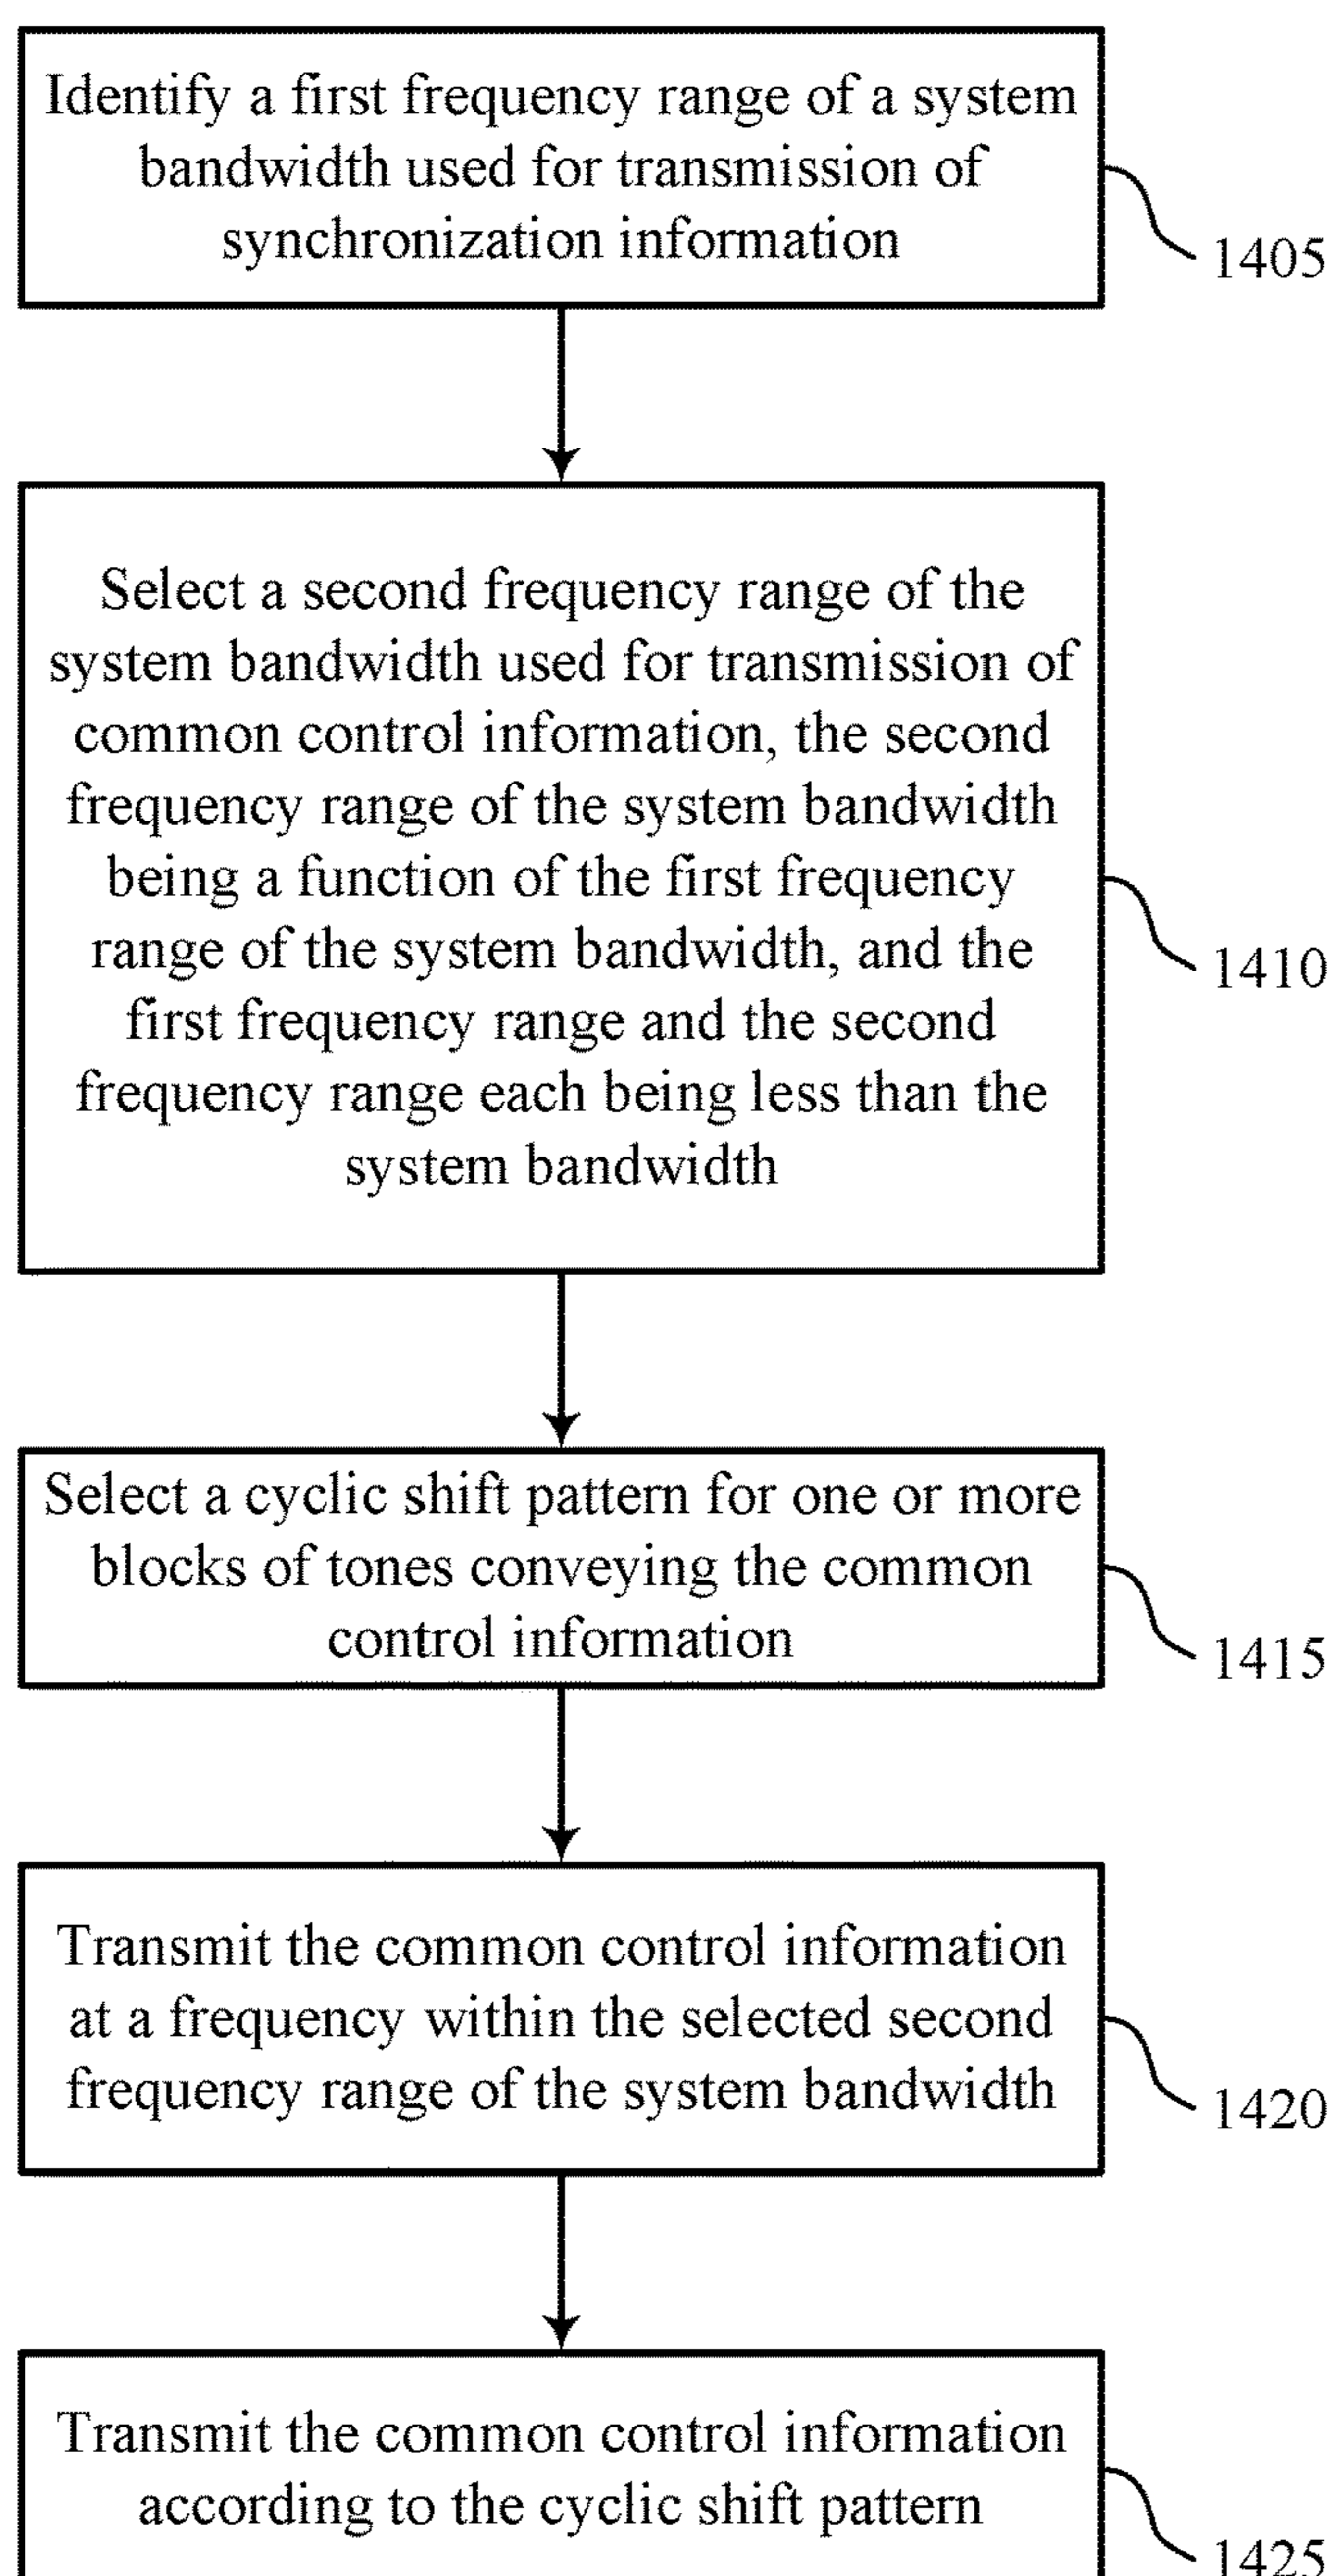 Identify a first frequency range of a system
bandwidth used for transmission of
synchronization information
1405
Select a second frequency range of the
system bandwidth used for transmission of
common control information, the second
frequency range of the system bandwidth
being a function of the first frequency
range of the system bandwidth, and the
first frequency range and the second
frequency range each being less than the
system bandwidth
1410
Select a cyclic shift pattern for one or more
blocks of tones conveying the common
control information
1415
Transmit the common control information
at a frequency within the selected second
frequency range of the system bandwidth
1420
Transmit the common control information
according to the cyclic shift pattern
1425